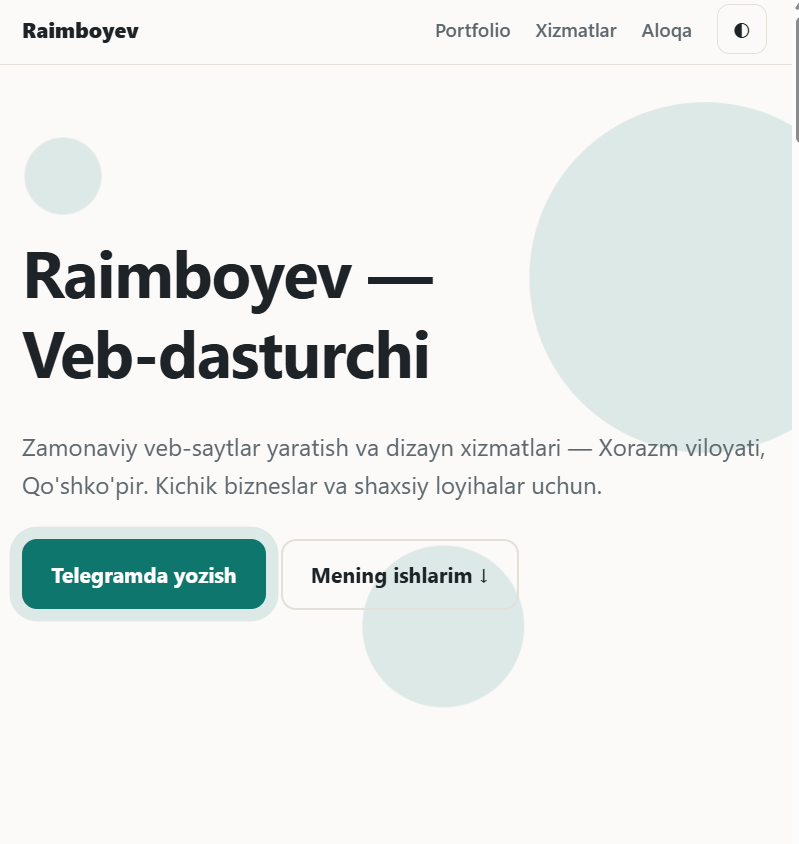 Raimboyev
Portfolio Xizmatlar Aloqa
Raimboyev —
Veb-dasturchi
Zamonaviy veb-saytlar yaratish va dizayn xizmatlari — Xorazm viloyati,
Qo'shko'pir. Kichik bizneslar va shaxsiy loyihalar uchun.
Telegramda yozish
Mening ishlarim ↓